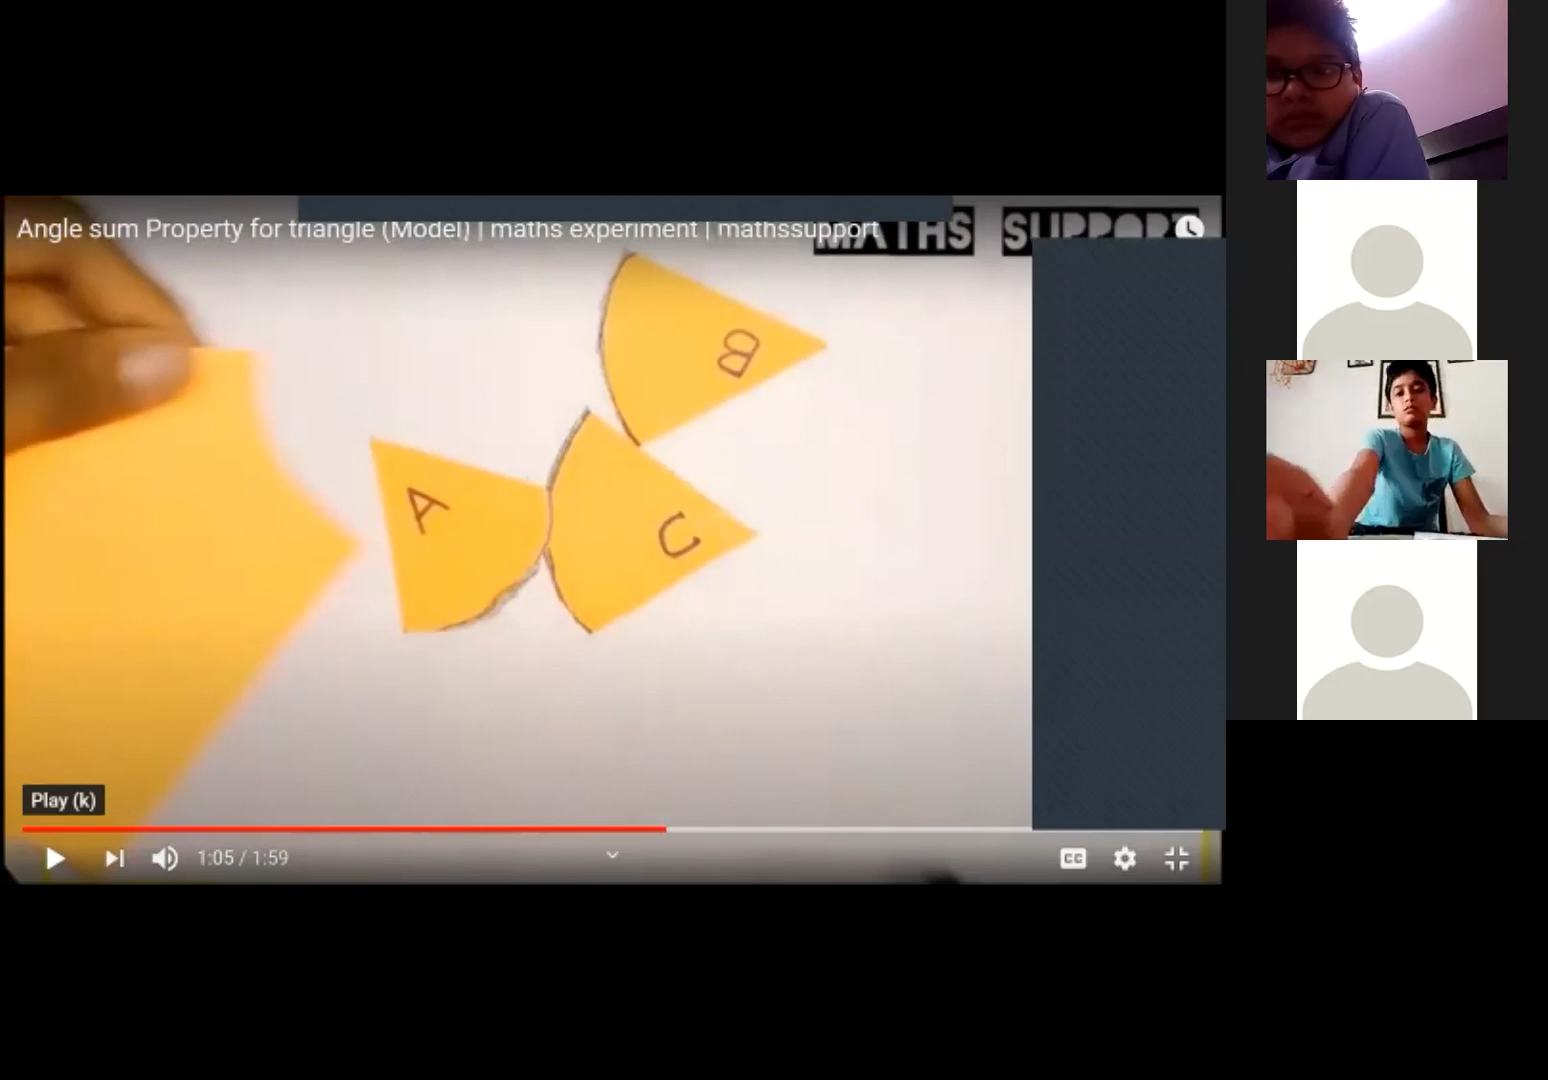 Angle sum Property for triangle (Model) | maths experiment | mathssupport
MATHS SUPPORT
B
A
C
Play (k)
1:05 / 1:59
CC